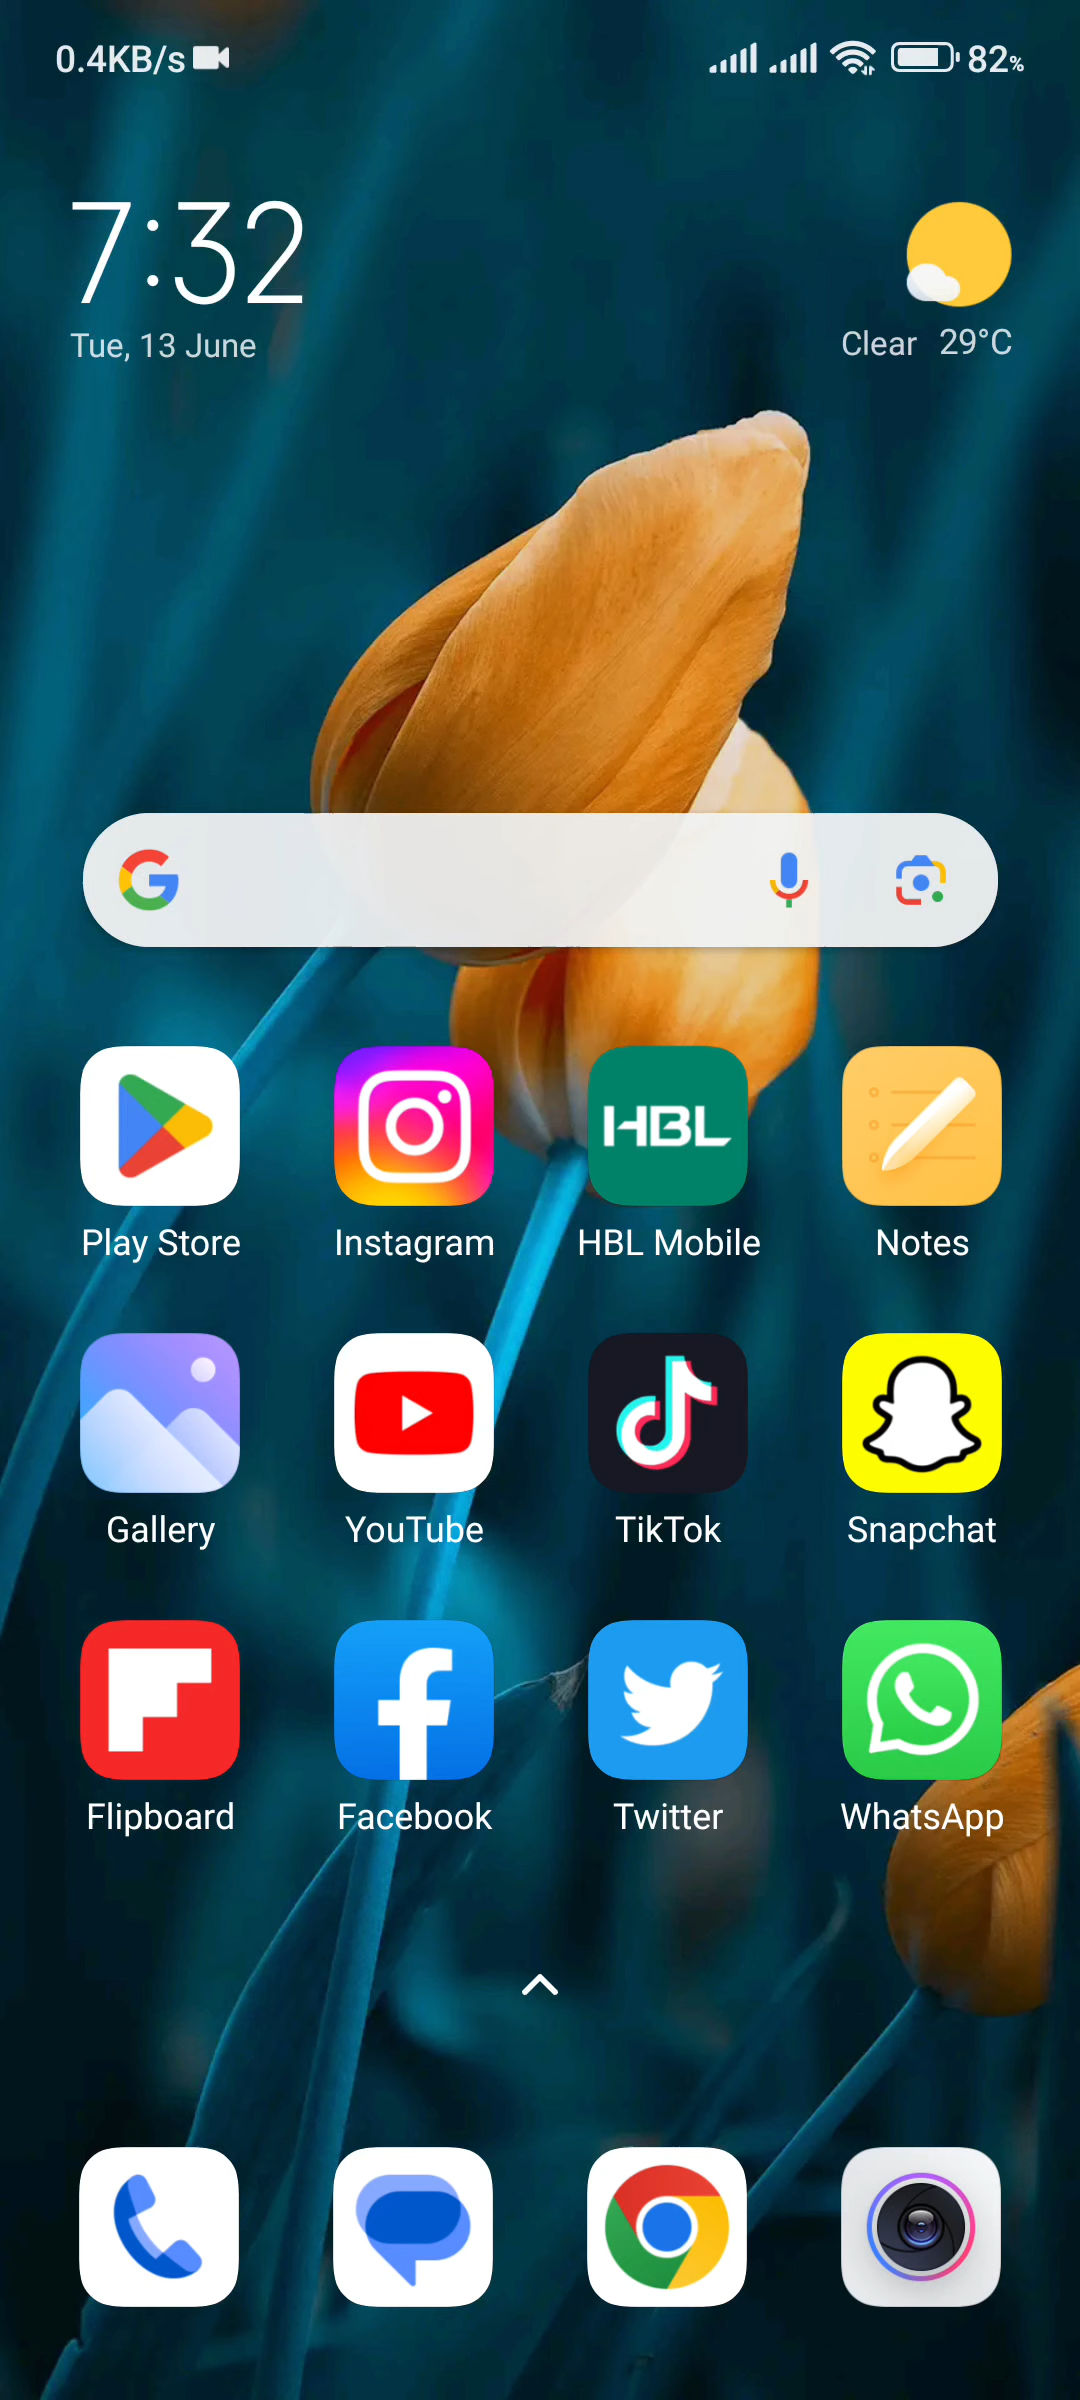 0.4KB/s 82%
7:32
Tue, 13 June
Clear 29°C
HBL
Play Store Instagram HBL Mobile Notes
Gallery YouTube TikTok Snapchat
Flipboard Facebook Twitter WhatsApp